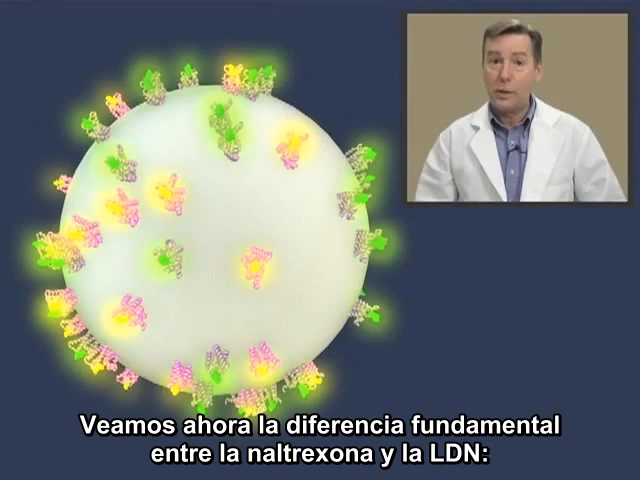 Veamos ahora la diferencia fundamental
entre la naltrexona y la LDN: